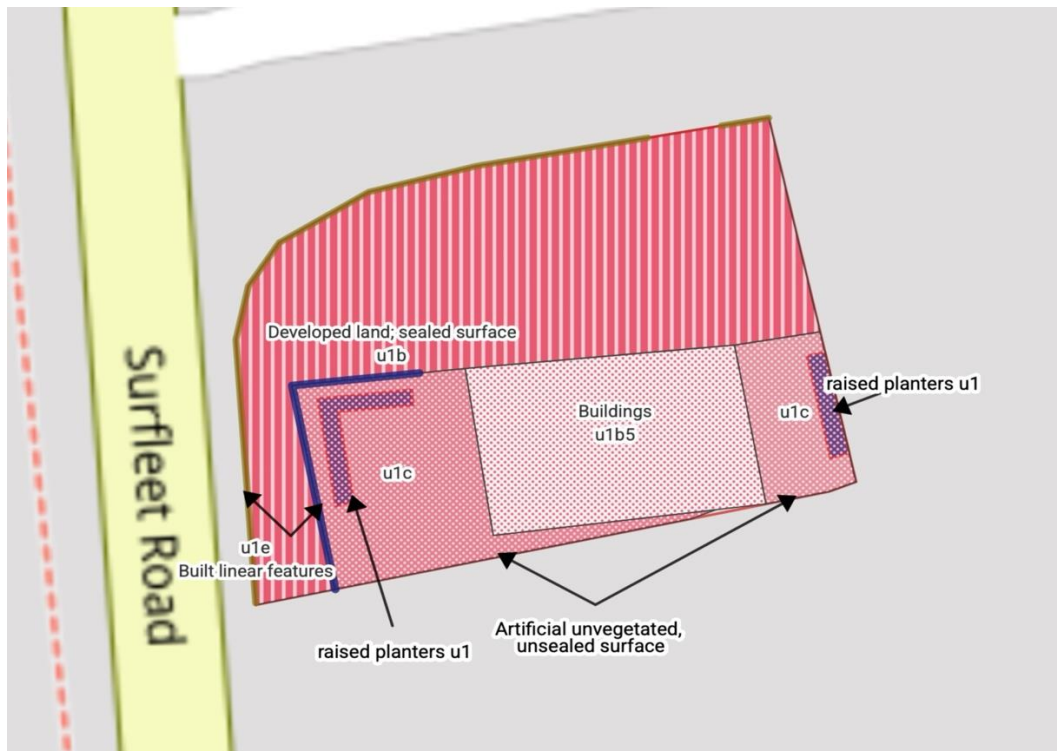 Developed land; sealed surface
u1b
raised planters u1
Buildings
u1b5
u1c
u1c
Surfleet Road
u1e
Built linear features
raised planters u1
Artificial unvegetated,
unsealed surface